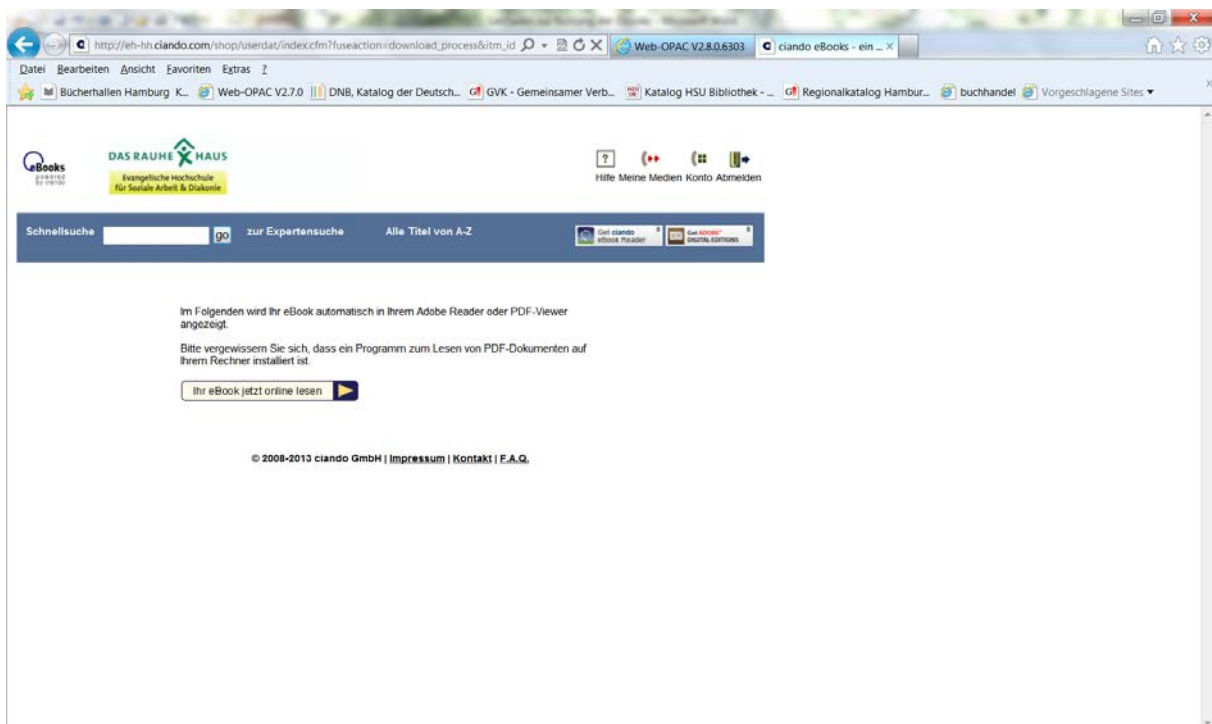 http://eh-hh.ciando.com/shop/userdat/index.cfm?fuseaction=download_process&itm_id
Web-OPAC V2.8.0.6303
ciando eBooks - ein ...
Datei Bearbeiten Ansicht Favoriten Extras ?
Bücherhallen Hamburg K... Web-OPAC V2.7.0 DNB, Katalog der Deutsch... GVK - Gemeinsamer Verb... Katalog HSU Bibliothek - ... Regionalkatalog Hambur... buchhandel Vorgeschlagene Sites
eBooks
powered
by ciando
DAS RAUHE HAUS
Evangelische Hochschule
für Soziale Arbeit & Diakonie
Hilfe Meine Medien Konto Abmelden
Schnellsuche go zur Expertensuche Alle Titel von A-Z
Get ciando
eBook Reader
Get ADOBE®
DIGITAL EDITIONS
Im Folgenden wird Ihr eBook automatisch in Ihrem Adobe Reader oder PDF-Viewer
angezeigt.
Bitte vergewissern Sie sich, dass ein Programm zum Lesen von PDF-Dokumenten auf
Ihrem Rechner installiert ist.
Ihr eBook jetzt online lesen
© 2008-2013 ciando GmbH | Impressum | Kontakt | F.A.Q.